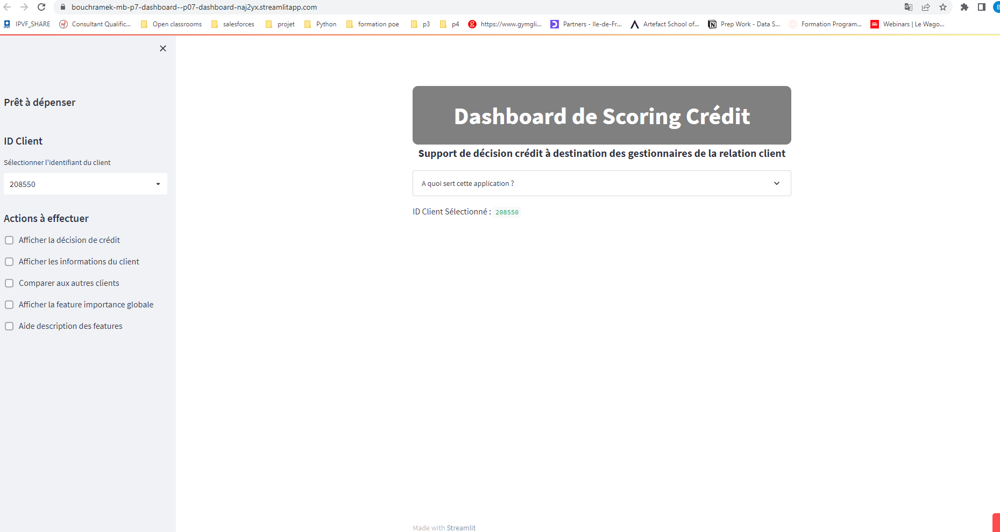 bouchramek-mb-p7-dashboard--p07-dashboard-naj2yx.streamlitapp.com
IPVF_SHARE Consultant Qualific... Open classrooms salesforces projet Python formation poe p3 p4 https://www.gymgli... Partners - Ile-de-Fr... Artefact School of... Prep Work - Data S... Formation Program... Webinars | Le Wago...
Prêt à dépenser
ID Client
Sélectionner l'identifiant du client
208550
Actions à effectuer
Afficher la décision de crédit
Afficher les informations du client
Comparer aux autres clients
Afficher la feature importance globale
Aide description des features
Dashboard de Scoring Crédit
Support de décision crédit à destination des gestionnaires de la relation client
A quoi sert cette application ?
ID Client Sélectionné : 208550
Made with Streamlit